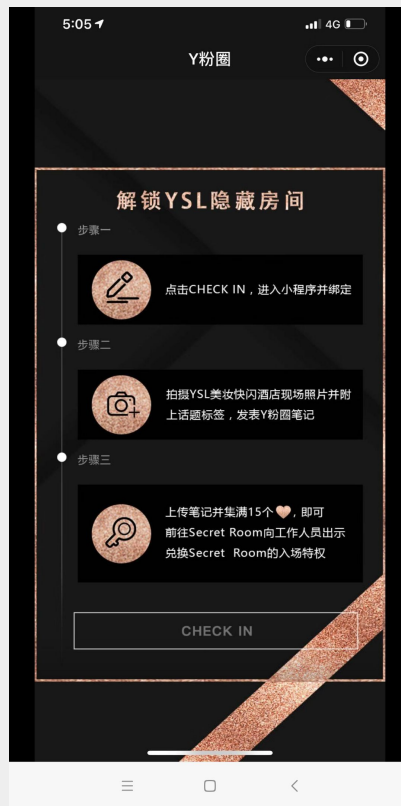 5:05
4G
Y粉圈
解锁YSL隐藏房间
步骤一
点击CHECK IN，进入小程序并绑定
步骤二
拍摄YSL美妆快闪酒店现场照片并附
上话题标签，发表Y粉圈笔记
步骤三
上传笔记并集满15个🤎，即可
前往Secret Room向工作人员出示
兑换Secret Room的入场特权
CHECK IN